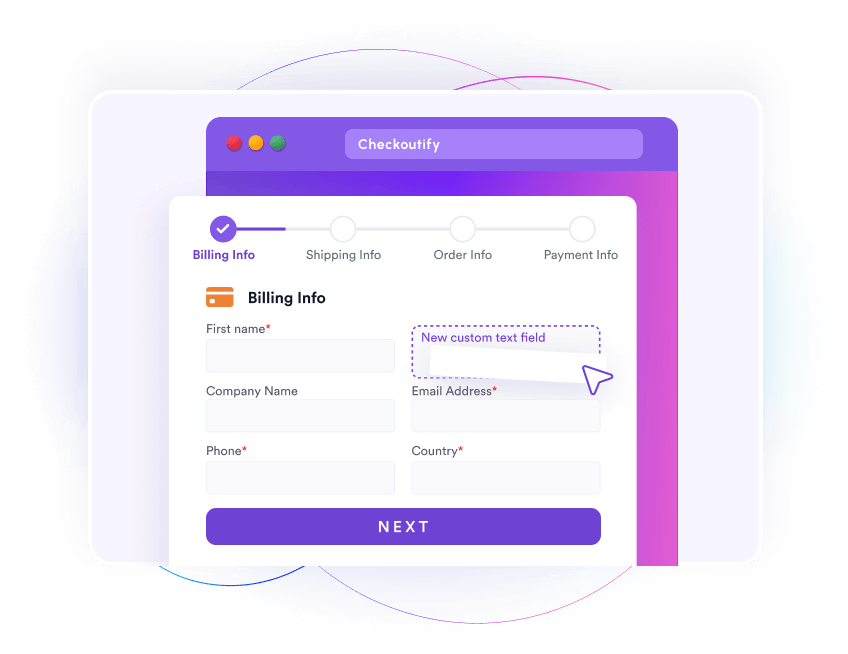 Checkoutify
Billing Info
Shipping Info
Order Info
Payment Info
Billing Info
First name*
New custom text field
Company Name
Email Address*
Phone*
Country*
NEXT